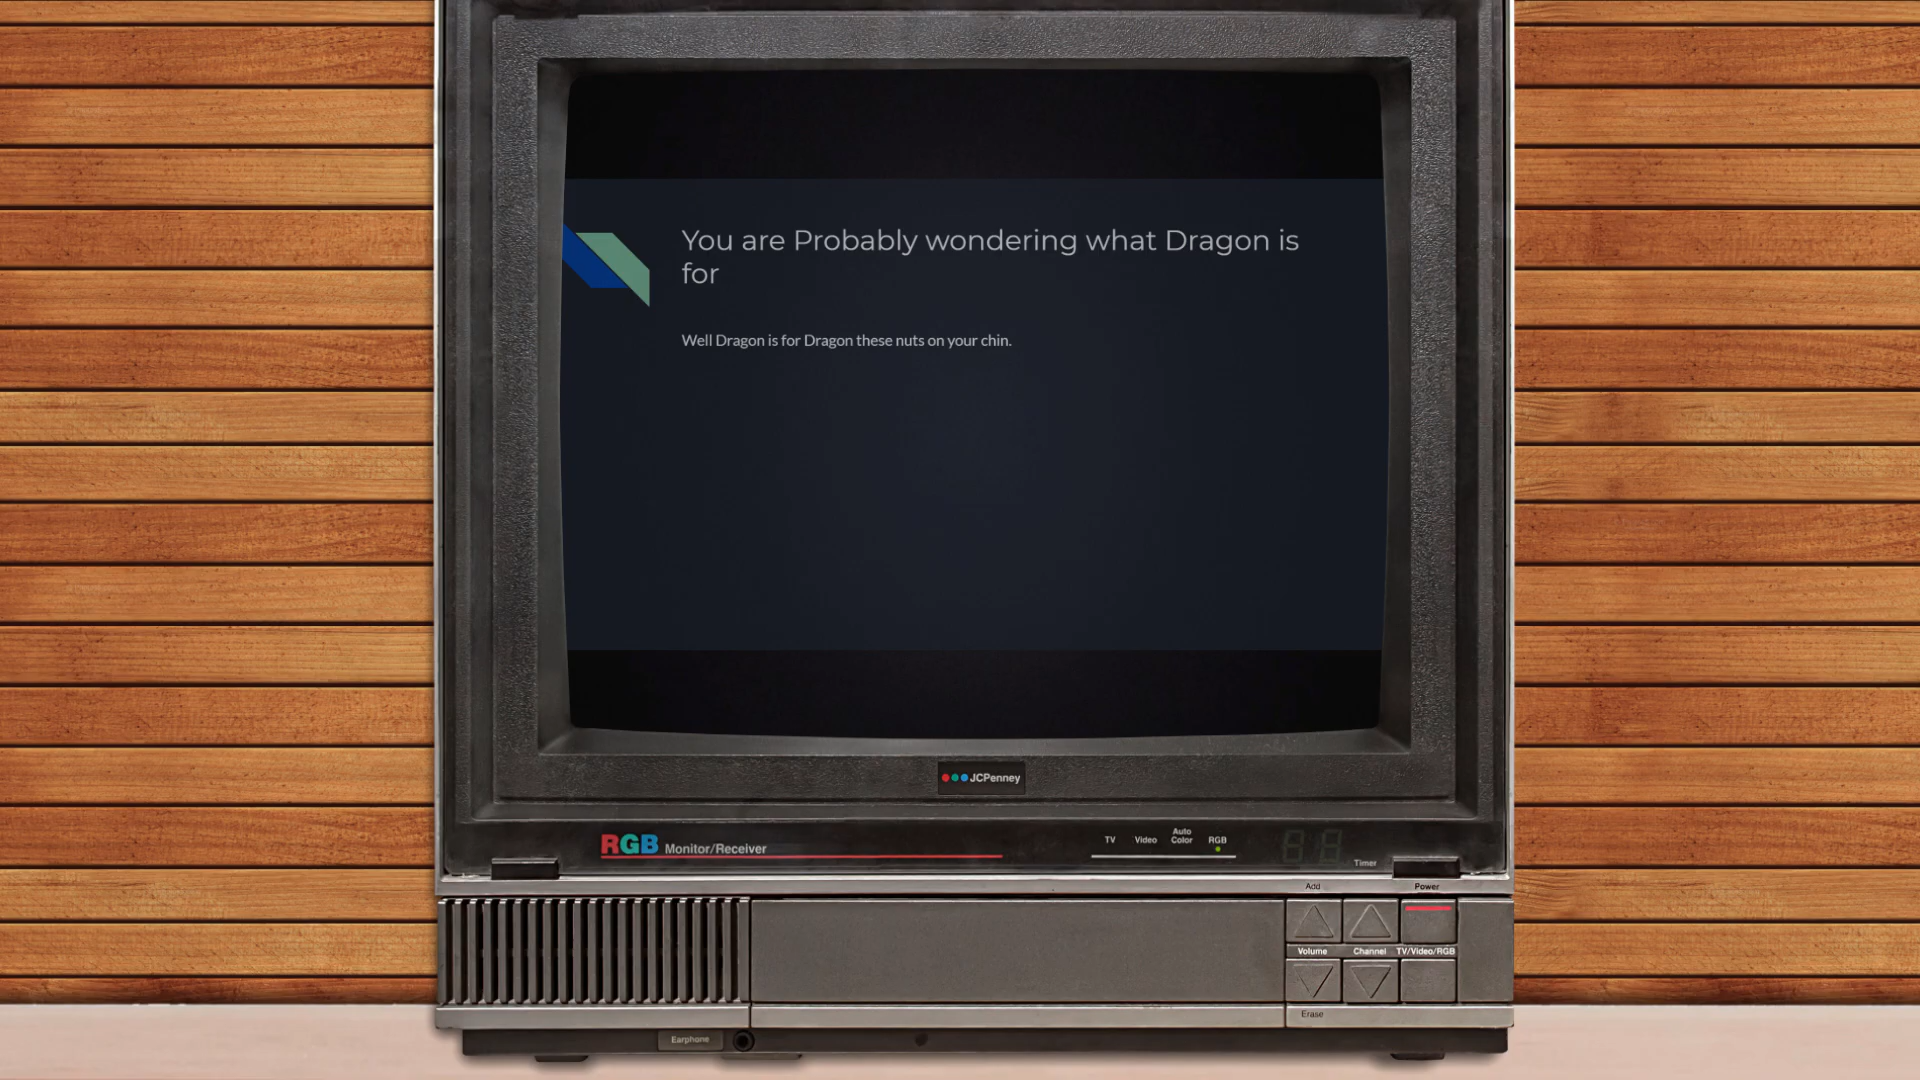 You are Probably wondering what Dragon is
for
Well Dragon is for Dragon these nuts on your chin.
JCPenney
RGB Monitor/Receiver
TV Video Auto Color RGB
88
Timer
Add Power
Volume Channel TV/Video/RGB
Erase
Earphone